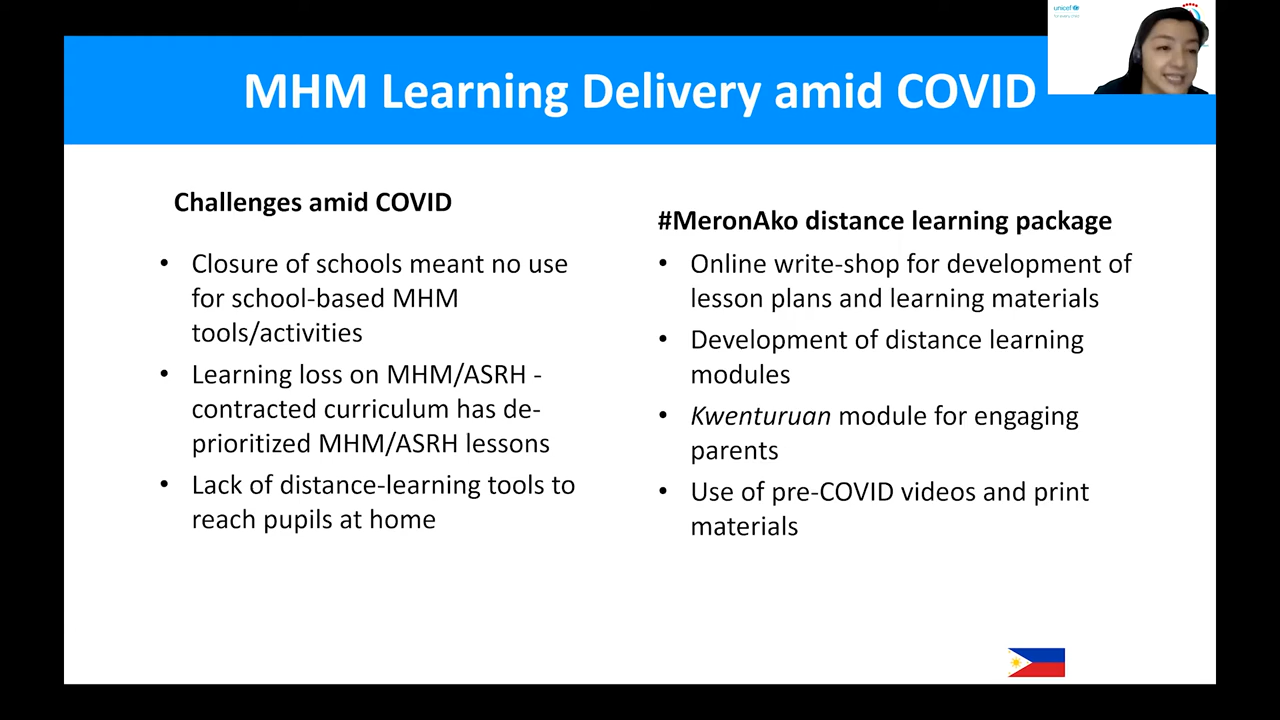 unicef
for every child
MHM Learning Delivery amid COVID
Challenges amid COVID
• Closure of schools meant no use
for school-based MHM
tools/activities
• Learning loss on MHM/ASRH -
contracted curriculum has de-
prioritized MHM/ASRH lessons
• Lack of distance-learning tools to
reach pupils at home
#MeronAko distance learning package
• Online write-shop for development of
lesson plans and learning materials
• Development of distance learning
modules
• Kwenturuan module for engaging
parents
• Use of pre-COVID videos and print
materials